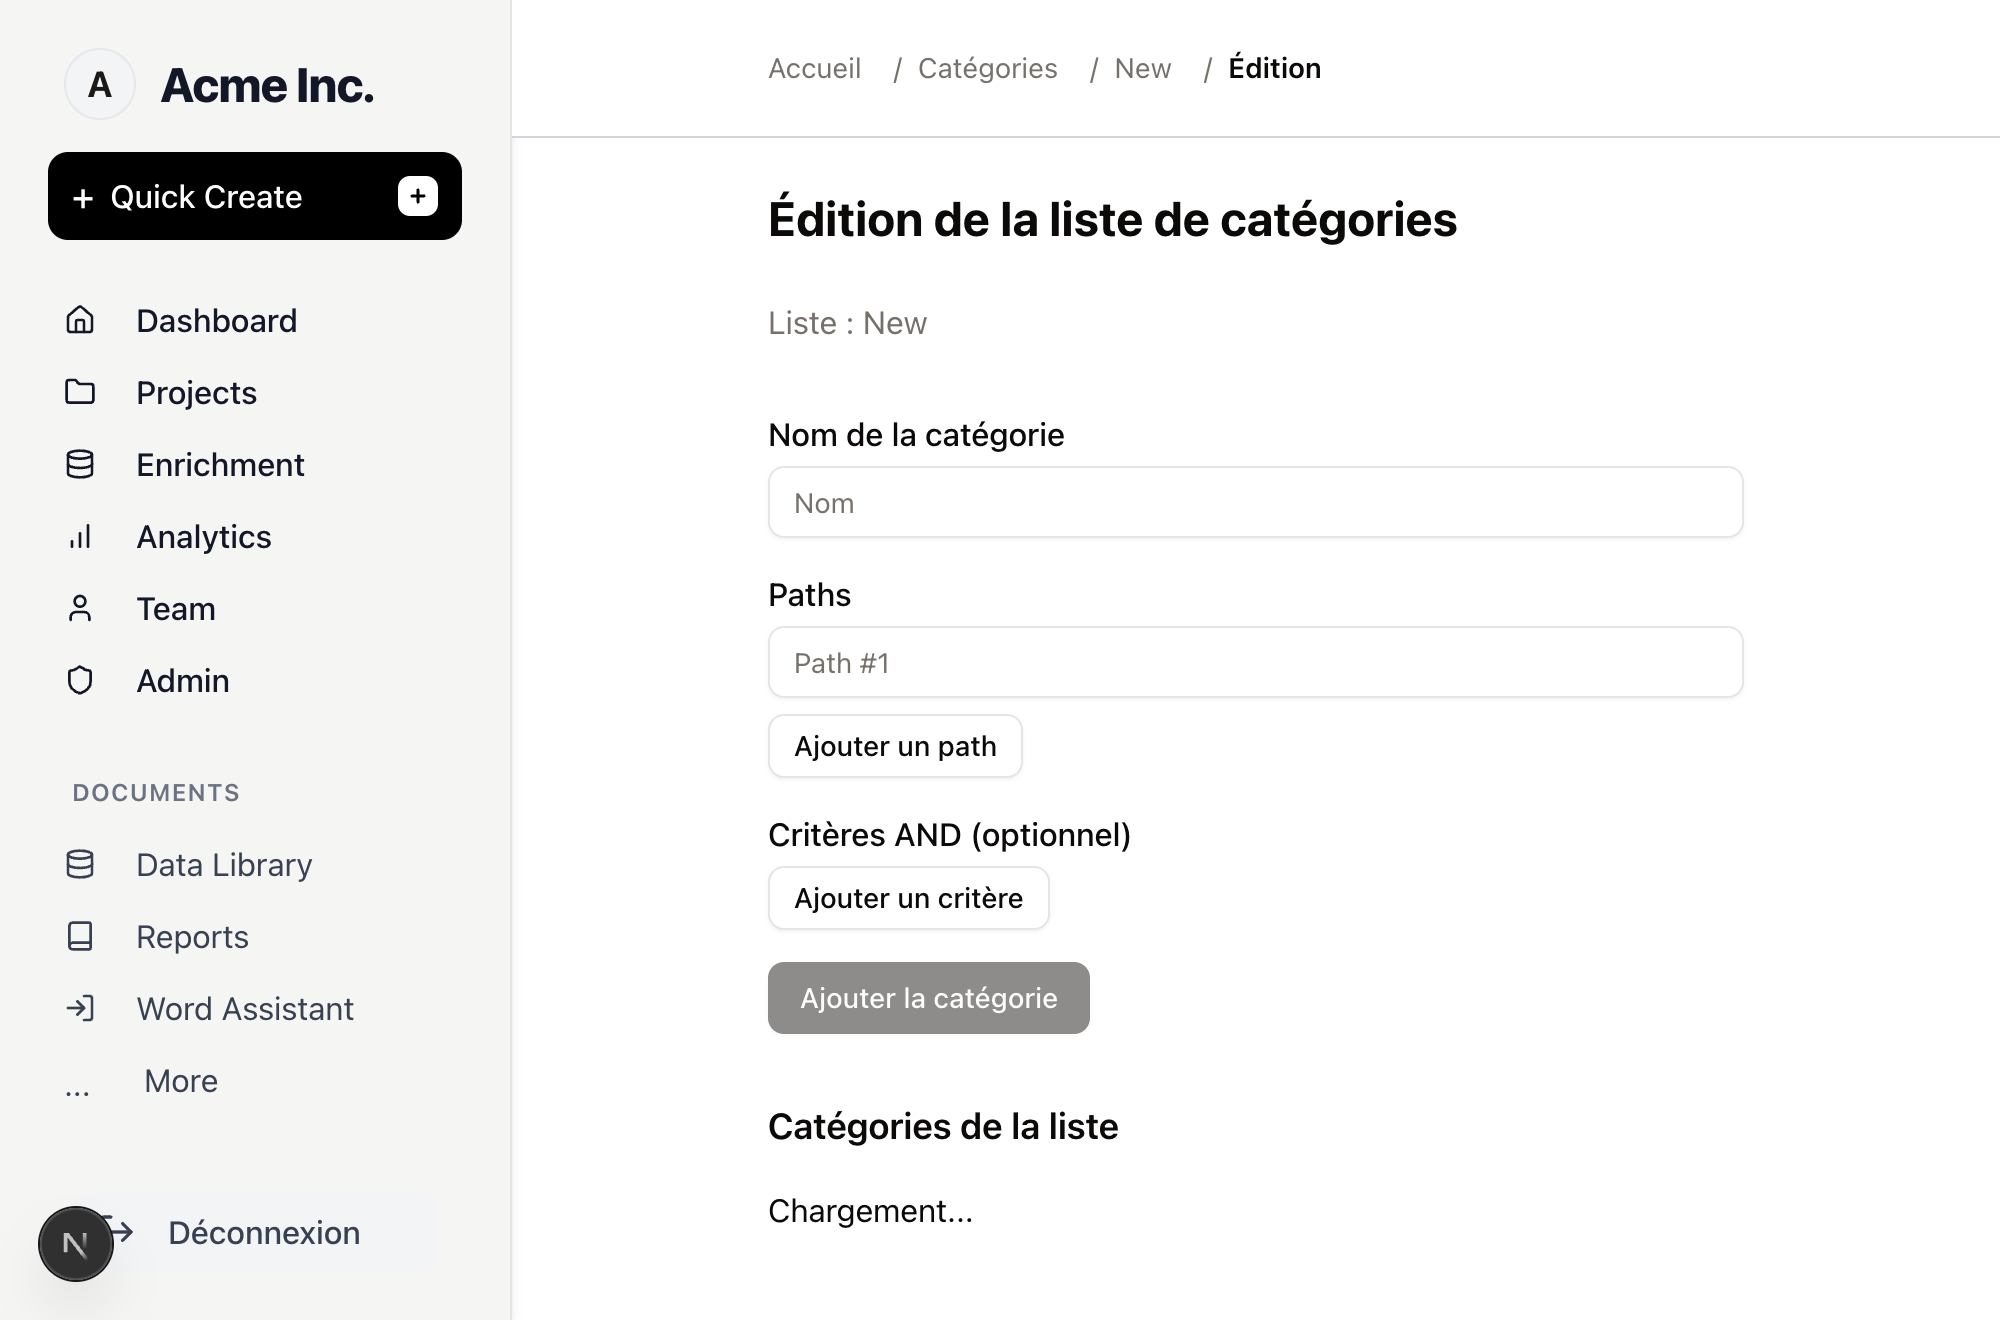 A Acme Inc.
+ Quick Create +
Dashboard
Projects
Enrichment
Analytics
Team
Admin
DOCUMENTS
Data Library
Reports
Word Assistant
... More
N Déconnexion
Accueil / Catégories / New / Édition
Édition de la liste de catégories
Liste : New
Nom de la catégorie
Nom
Paths
Path #1
Ajouter un path
Critères AND (optionnel)
Ajouter un critère
Ajouter la catégorie
Catégories de la liste
Chargement...